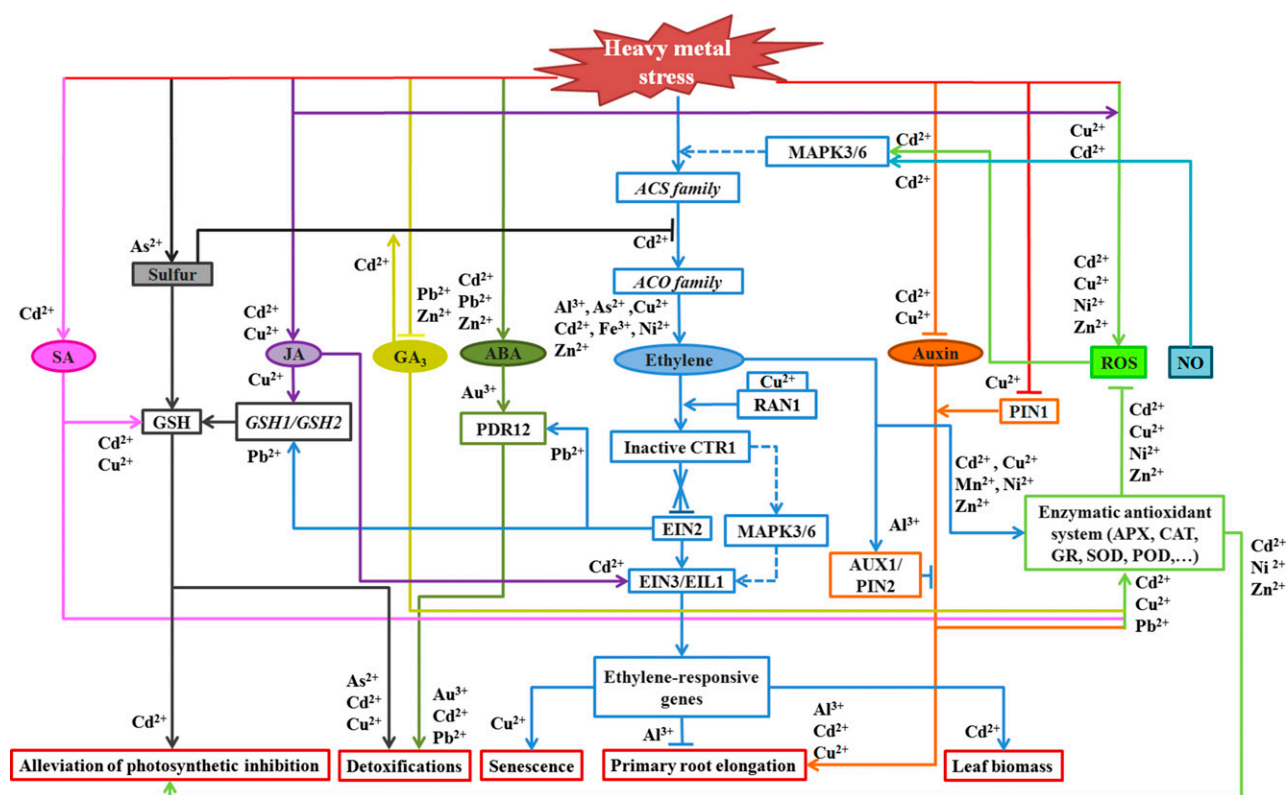 Heavy metal
stress
Cd²⁺
MAPK3/6
Cu²⁺
Cd²⁺
Cd²⁺
ACS family
As²⁺
Sulfur
Cd²⁺
Cd²⁺
ACO family
Cd²⁺
Cd²⁺
Cu²⁺
Pb²⁺
Zn²⁺
Cd²⁺
Pb²⁺
Zn²⁺
Al³⁺, As²⁺ ,Cu²⁺
Cd²⁺, Fe³⁺, Ni²⁺
Zn²⁺
Cd²⁺
Cu²⁺
Cd²⁺
Cu²⁺
Ni²⁺
Zn²⁺
SA
JA
GA₃
ABA
Ethylene
Auxin
ROS
NO
Cu²⁺
Au³⁺
Cu²⁺
RAN1
Cu²⁺
PIN1
GSH
GSH1/GSH2
PDR12
Inactive CTR1
Cd²⁺
Cu²⁺
Pb²⁺
Pb²⁺
Cd²⁺
Cu²⁺
Ni²⁺
Zn²⁺
Cd²⁺ , Cu²⁺
Mn²⁺, Ni²⁺
Zn²⁺
EIN2
MAPK3/6
Al³⁺
Enzymatic antioxidant
system (APX, CAT,
GR, SOD, POD,…)
Cd²⁺
Ni ²⁺
Zn²⁺
Cd²⁺
EIN3/EIL1
AUX1/
PIN2
Cd²⁺
Cu²⁺
Pb²⁺
Ethylene-responsive
genes
As²⁺
Cd²⁺
Cu²⁺
Au³⁺
Cd²⁺
Pb²⁺
Cd²⁺
Cu²⁺
Al³⁺
Al³⁺
Cd²⁺
Cu²⁺
Cd²⁺
Alleviation of photosynthetic inhibition
Detoxifications
Senescence
Primary root elongation
Leaf biomass